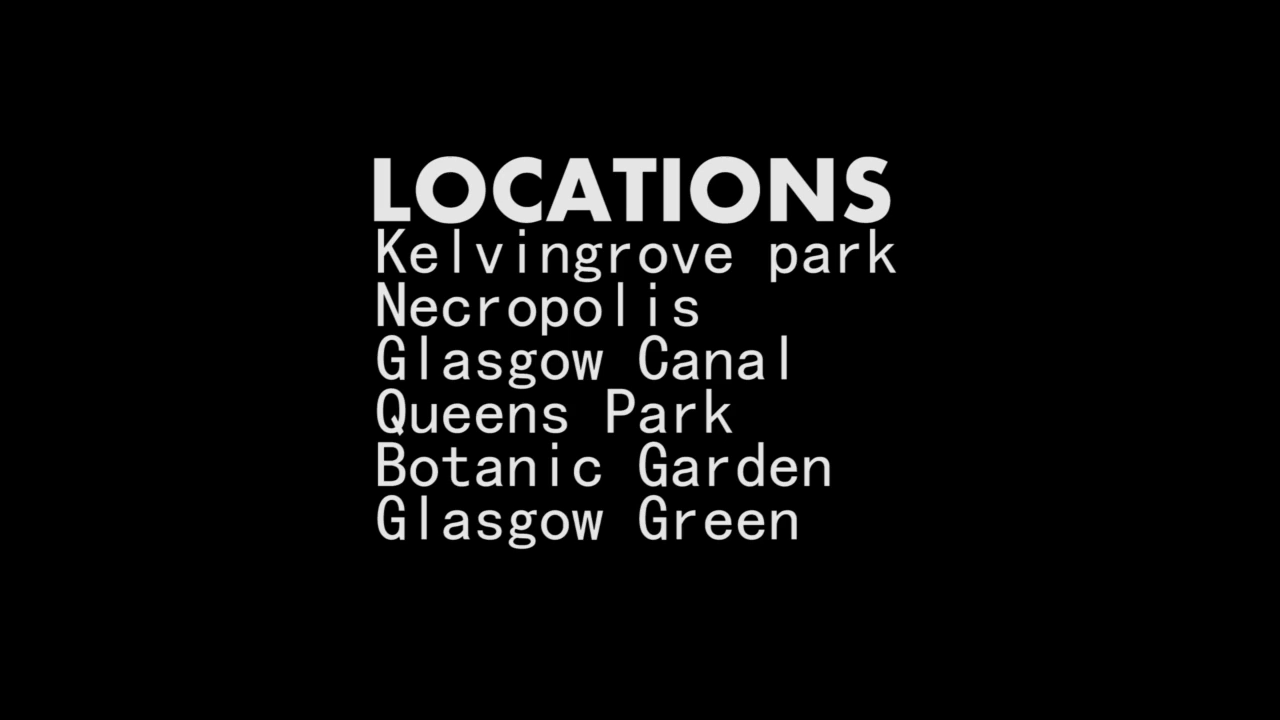 LOCATIONS
Kelvingrove park
Necropolis
Glasgow Canal
Queens Park
Botanic Garden
Glasgow Green